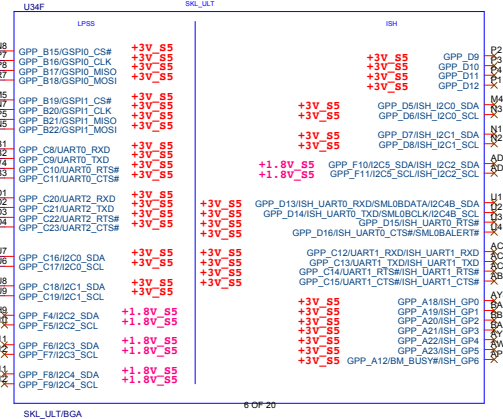 U34F
SKL_ULT
LPSS
ISH
GPP_B15/GSPI0_CS# +3V_S5
GPP_B16/GSPI0_CLK +3V_S5
GPP_B17/GSPI0_MISO +3V_S5
GPP_B18/GSPI0_MOSI +3V_S5
GPP_B19/GSPI1_CS# +3V_S5
GPP_B20/GSPI1_CLK +3V_S5
GPP_B21/GSPI1_MISO +3V_S5
GPP_B22/GSPI1_MOSI +3V_S5
GPP_C8/UART0_RXD +3V_S5
GPP_C9/UART0_TXD +3V_S5
GPP_C10/UART0_RTS# +3V_S5
GPP_C11/UART0_CTS# +3V_S5
GPP_C20/UART2_RXD +3V_S5
GPP_C21/UART2_TXD +3V_S5
GPP_C22/UART2_RTS# +3V_S5
GPP_C23/UART2_CTS# +3V_S5
GPP_C16/I2C0_SDA +3V_S5
GPP_C17/I2C0_SCL +3V_S5
GPP_C18/I2C1_SDA +3V_S5
GPP_C19/I2C1_SCL +3V_S5
GPP_F4/I2C2_SDA +1.8V_S5
GPP_F5/I2C2_SCL +1.8V_S5
GPP_F6/I2C3_SDA +1.8V_S5
GPP_F7/I2C3_SCL +1.8V_S5
GPP_F8/I2C4_SDA +1.8V_S5
GPP_F9/I2C4_SCL +1.8V_S5
+3V_S5 GPP_D9
+3V_S5 GPP_D10
+3V_S5 GPP_D11
+3V_S5 GPP_D12
+3V_S5 GPP_D5/ISH_I2C0_SDA
+3V_S5 GPP_D6/ISH_I2C0_SCL
+3V_S5 GPP_D7/ISH_I2C1_SDA
+3V_S5 GPP_D8/ISH_I2C1_SCL
+1.8V_S5 GPP_F10/I2C5_SDA/ISH_I2C2_SDA
+1.8V_S5 GPP_F11/I2C5_SCL/ISH_I2C2_SCL
+3V_S5 GPP_D13/ISH_UART0_RXD/SML0BDATA/I2C4B_SDA
+3V_S5 GPP_D14/ISH_UART0_TXD/SML0BCLK/I2C4B_SCL
+3V_S5 GPP_D15/ISH_UART0_RTS#
+3V_S5 GPP_D16/ISH_UART0_CTS#/SML0BALERT#
+3V_S5 GPP_C12/UART1_RXD/ISH_UART1_RXD
+3V_S5 GPP_C13/UART1_TXD/ISH_UART1_TXD
+3V_S5 GPP_C14/UART1_RTS#/ISH_UART1_RTS#
+3V_S5 GPP_C15/UART1_CTS#/ISH_UART1_CTS#
+3V_S5 GPP_A18/ISH_GP0
+3V_S5 GPP_A19/ISH_GP1
+3V_S5 GPP_A20/ISH_GP2
+3V_S5 GPP_A21/ISH_GP3
+3V_S5 GPP_A22/ISH_GP4
+3V_S5 GPP_A23/ISH_GP5
+3V_S5 GPP_A12/BM_BUSY#/ISH_GP6
6 OF 20
SKL_ULT/BGA